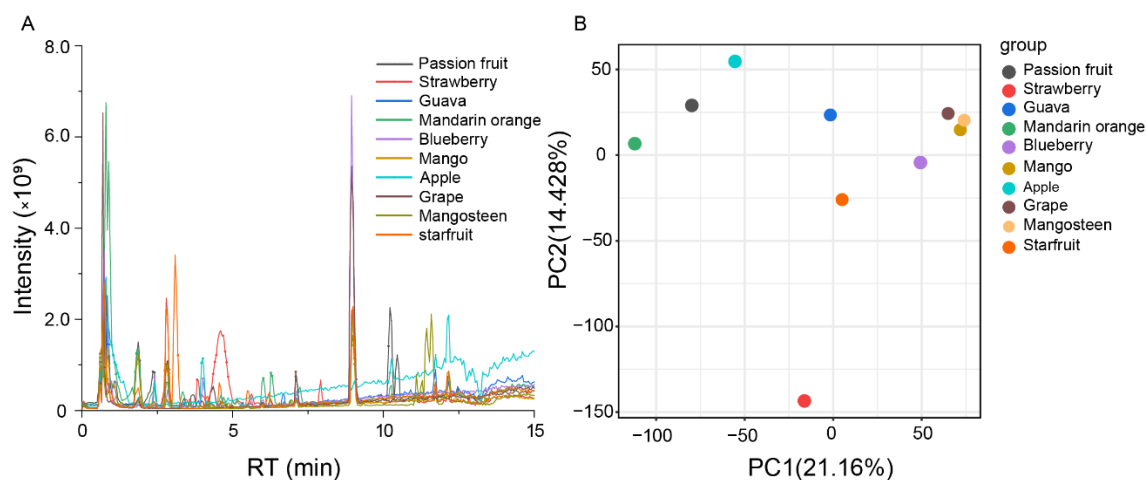 A
8.0
6.0
4.0
2.0
0
Intensity (×10⁹)
0
5
10
15
RT (min)
Passion fruit
Strawberry
Guava
Mandarin orange
Blueberry
Mango
Apple
Grape
Mangosteen
starfruit
B
50
0
−50
−100
−150
PC2(14.428%)
−100
−50
0
50
PC1(21.16%)
group
Passion fruit
Strawberry
Guava
Mandarin orange
Blueberry
Mango
Apple
Grape
Mangosteen
Starfruit